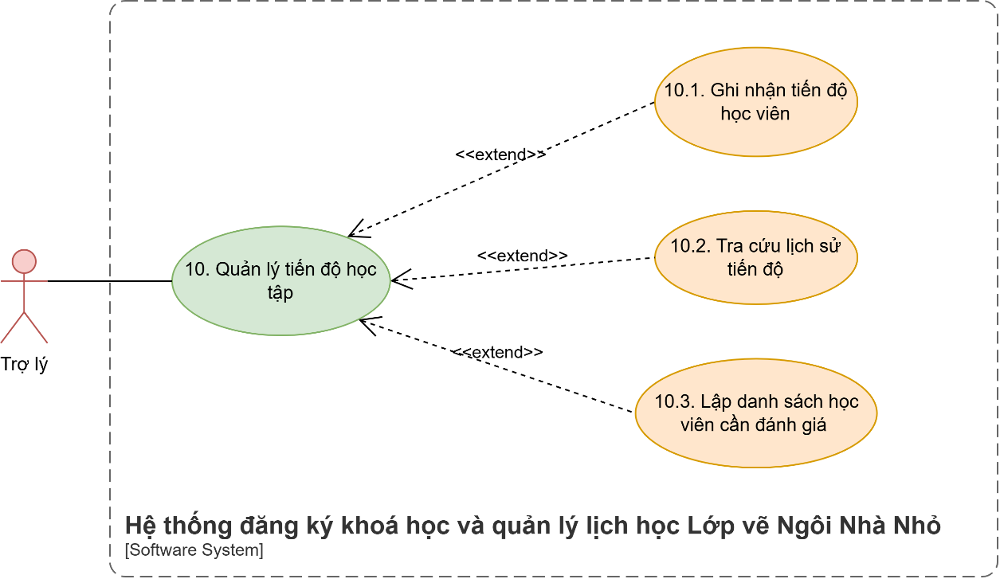 10.1. Ghi nhận tiến độ
học viên
<<extend>>
10.2. Tra cứu lịch sử
tiến độ
<<extend>>
10. Quản lý tiến độ học
tập
<<extend>>
Trợ lý
10.3. Lập danh sách học
viên cần đánh giá
Hệ thống đăng ký khoá học và quản lý lịch học Lớp vẽ Ngôi Nhà Nhỏ
[Software System]